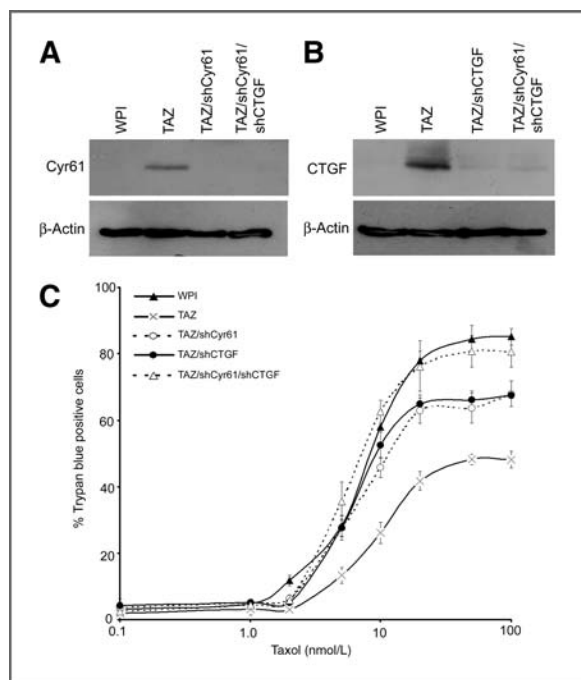 A
WPI
TAZ
TAZ/shCyr61
TAZ/shCyr61/
shCTGF
Cyr61
β-Actin
B
WPI
TAZ
TAZ/shCTGF
TAZ/shCyr61/
shCTGF
CTGF
β-Actin
C
WPI
TAZ
TAZ/shCyr61
TAZ/shCTGF
TAZ/shCyr61/shCTGF
% Trypan blue positive cells
100
80
60
40
20
0
0.1
1.0
10
100
Taxol (nmol/L)